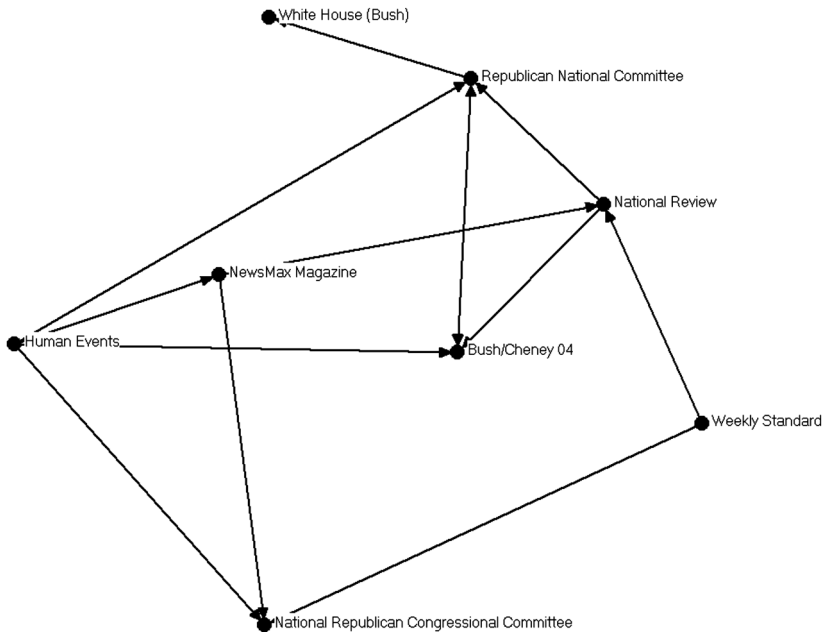 White House (Bush)
Republican National Committee
National Review
NewsMax Magazine
Human Events
Bush/Cheney 04
Weekly Standard
National Republican Congressional Committee